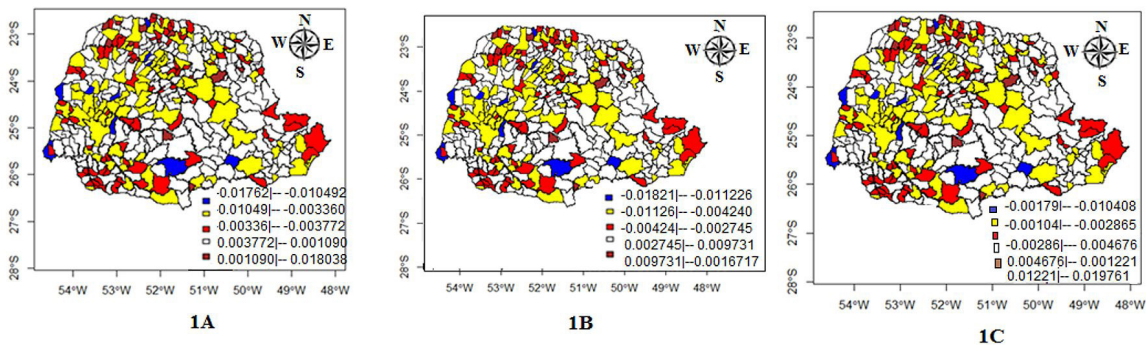 N
W E
S
23°S
24°S
25°S
26°S
27°S
28°S
-0.01762|-- -0.010492
-0.01049|-- -0.003360
-0.00336|-- -0.003772
0.003772|-- 0.001090
0.001090|-- 0.018038
54°W 53°W 52°W 51°W 50°W 49°W 48°W
1A
N
W E
S
23°S
24°S
25°S
26°S
27°S
28°S
-0.01821|-- -0.011226
-0.01126|-- -0.004240
-0.00424|-- -0.002745
0.002745|-- 0.009731
0.009731|--0.0016717
54°W 53°W 52°W 51°W 50°W 49°W 48°W
1B
N
W E
S
23°S
24°S
25°S
26°S
27°S
28°S
-0.00179|-- -0.010408
-0.00104|-- -0.002865
-0.00286|--- 0.004676
0.004676|-- 0.001221
0.01221|-- 0.019761
54°W 53°W 52°W 51°W 50°W 49°W 48°W
1C